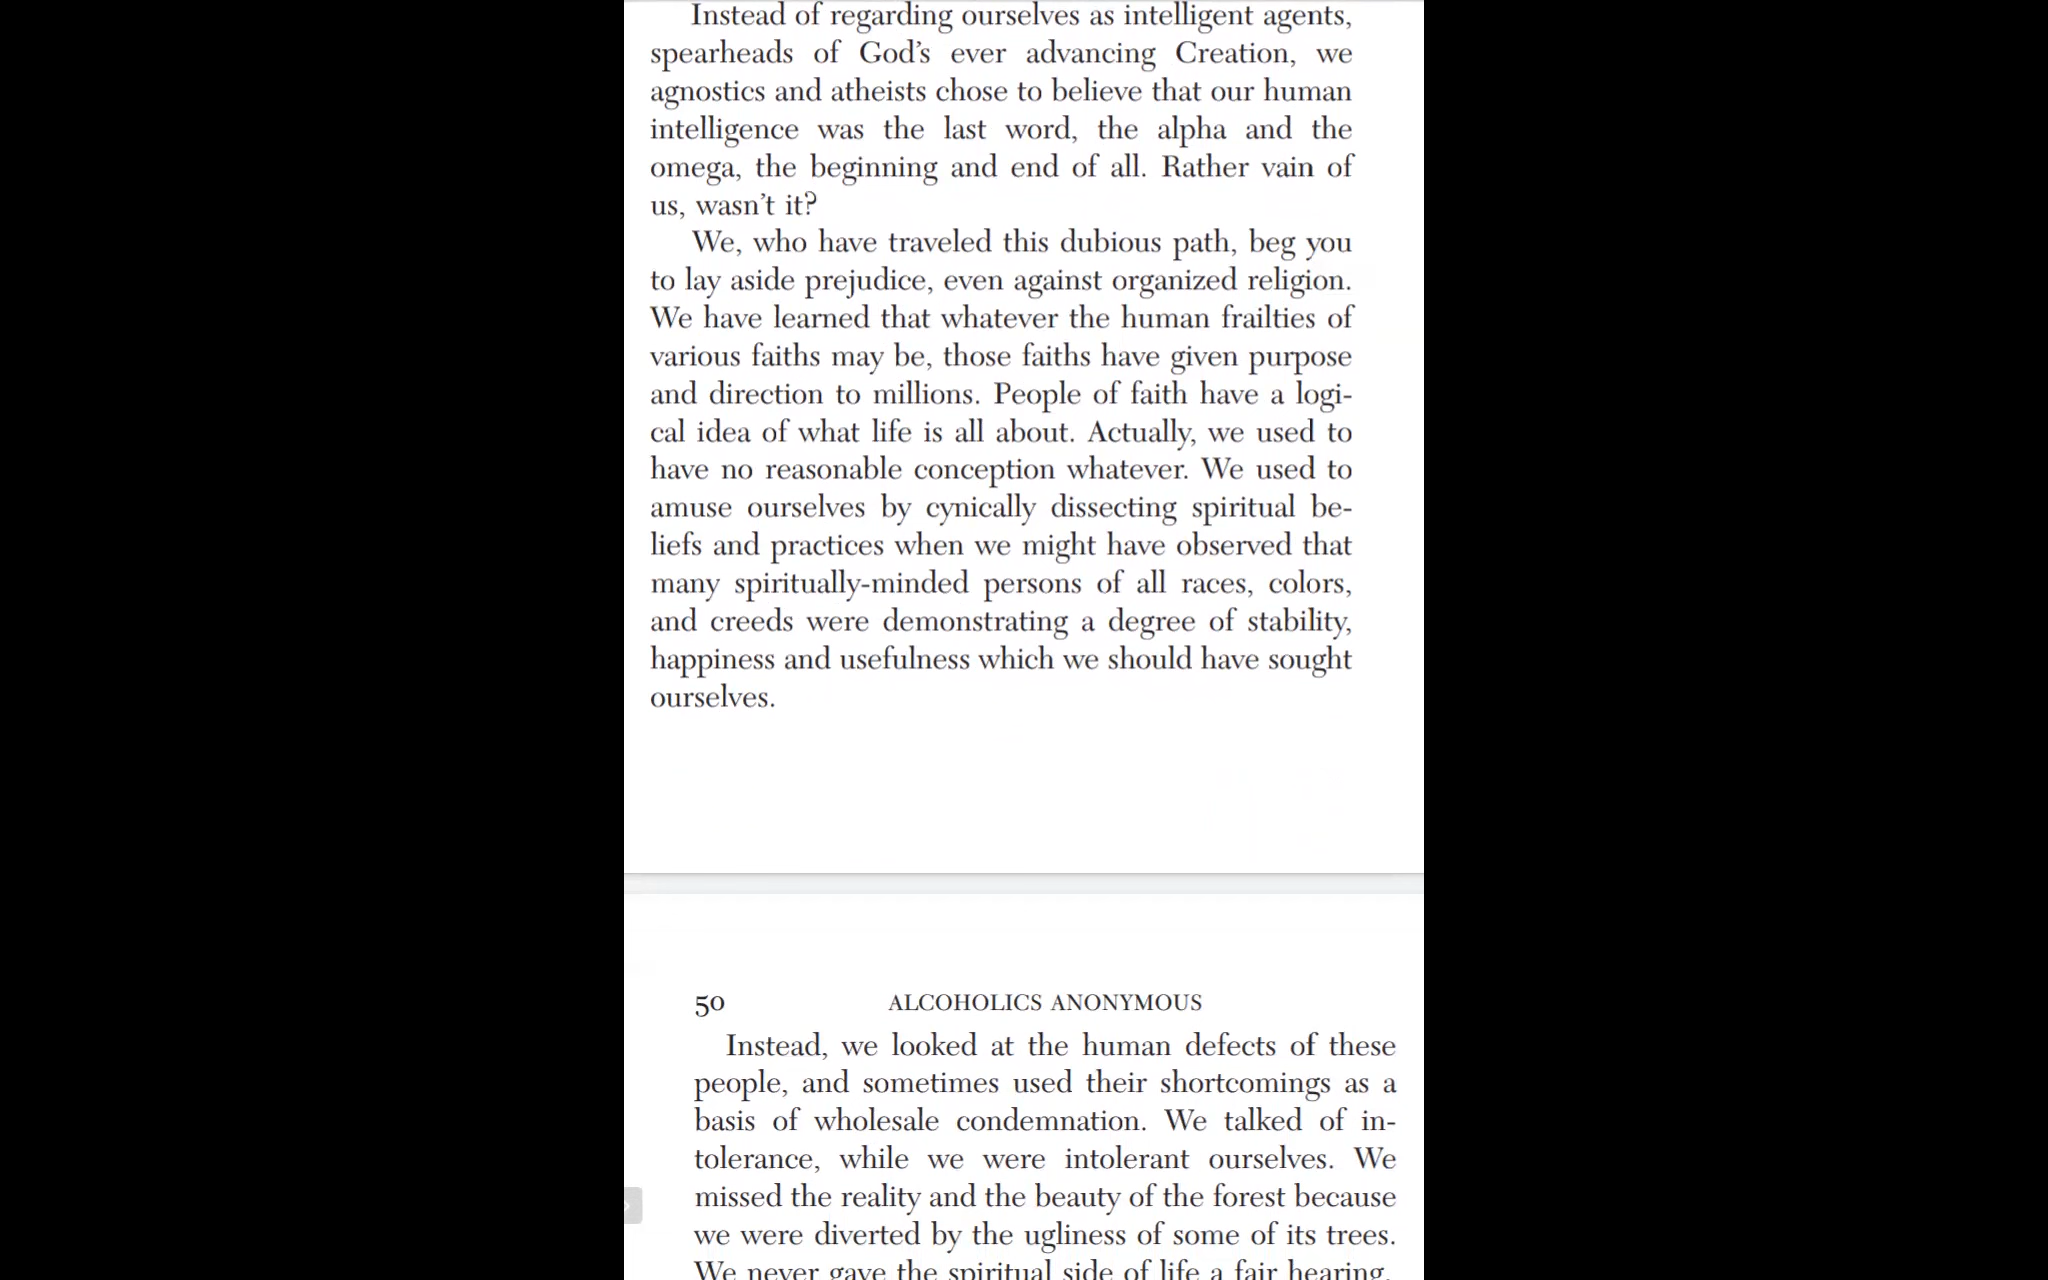 Instead of regarding ourselves as intelligent agents,
spearheads of God’s ever advancing Creation, we
agnostics and atheists chose to believe that our human
intelligence was the last word, the alpha and the
omega, the beginning and end of all. Rather vain of
us, wasn’t it?
We, who have traveled this dubious path, beg you
to lay aside prejudice, even against organized religion.
We have learned that whatever the human frailties of
various faiths may be, those faiths have given purpose
and direction to millions. People of faith have a logi-
cal idea of what life is all about. Actually, we used to
have no reasonable conception whatever. We used to
amuse ourselves by cynically dissecting spiritual be-
liefs and practices when we might have observed that
many spiritually-minded persons of all races, colors,
and creeds were demonstrating a degree of stability,
happiness and usefulness which we should have sought
ourselves.
50 ALCOHOLICS ANONYMOUS
Instead, we looked at the human defects of these
people, and sometimes used their shortcomings as a
basis of wholesale condemnation. We talked of in-
tolerance, while we were intolerant ourselves. We
missed the reality and the beauty of the forest because
we were diverted by the ugliness of some of its trees.
We never gave the spiritual side of life a fair hearing.